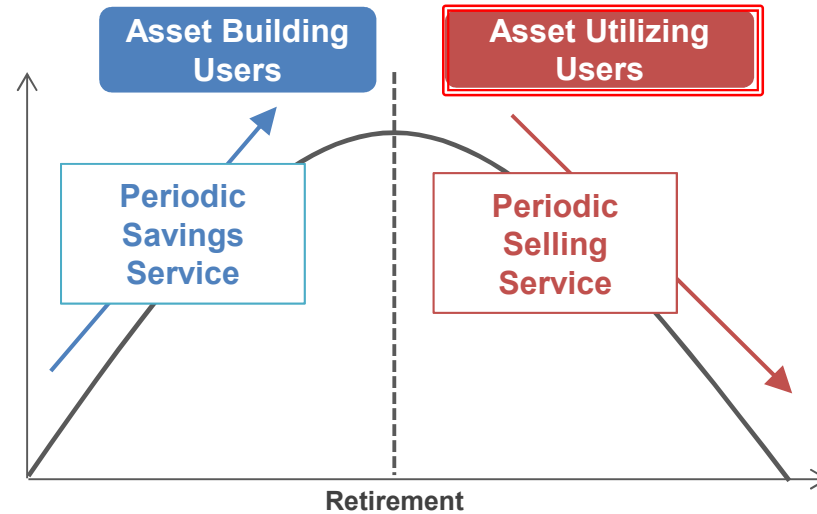 Asset Building
Users
Asset Utilizing
Users
Periodic
Savings
Service
Periodic
Selling
Service
Retirement